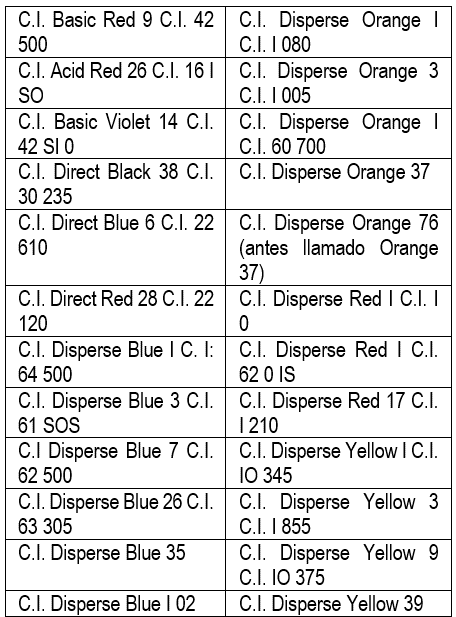 C.I. Basic Red 9 C.I. 42
500
C.I. Disperse Orange I
C.I. I 080
C.I. Acid Red 26 C.I. 16 I
SO
C.I. Disperse Orange 3
C.I. I 005
C.I. Basic Violet 14 C.I.
42 SI 0
C.I. Disperse Orange I
C.I. 60 700
C.I. Direct Black 38 C.I.
30 235
C.I. Disperse Orange 37
C.I. Direct Blue 6 C.I. 22
610
C.I. Disperse Orange 76
(antes llamado Orange
37)
C.I. Direct Red 28 C.I. 22
120
C.I. Disperse Red I C.I. I
0
C.I. Disperse Blue I C. I:
64 500
C.I. Disperse Red I C.I.
62 0 IS
C.I. Disperse Blue 3 C.I.
61 SOS
C.I. Disperse Red 17 C.I.
I 210
C.I Disperse Blue 7 C.I.
62 500
C.I. Disperse Yellow I C.I.
IO 345
C.I. Disperse Blue 26 C.I.
63 305
C.I. Disperse Yellow 3
C.I. I 855
C.I. Disperse Blue 35
C.I. Disperse Yellow 9
C.I. IO 375
C.I. Disperse Blue I 02
C.I. Disperse Yellow 39